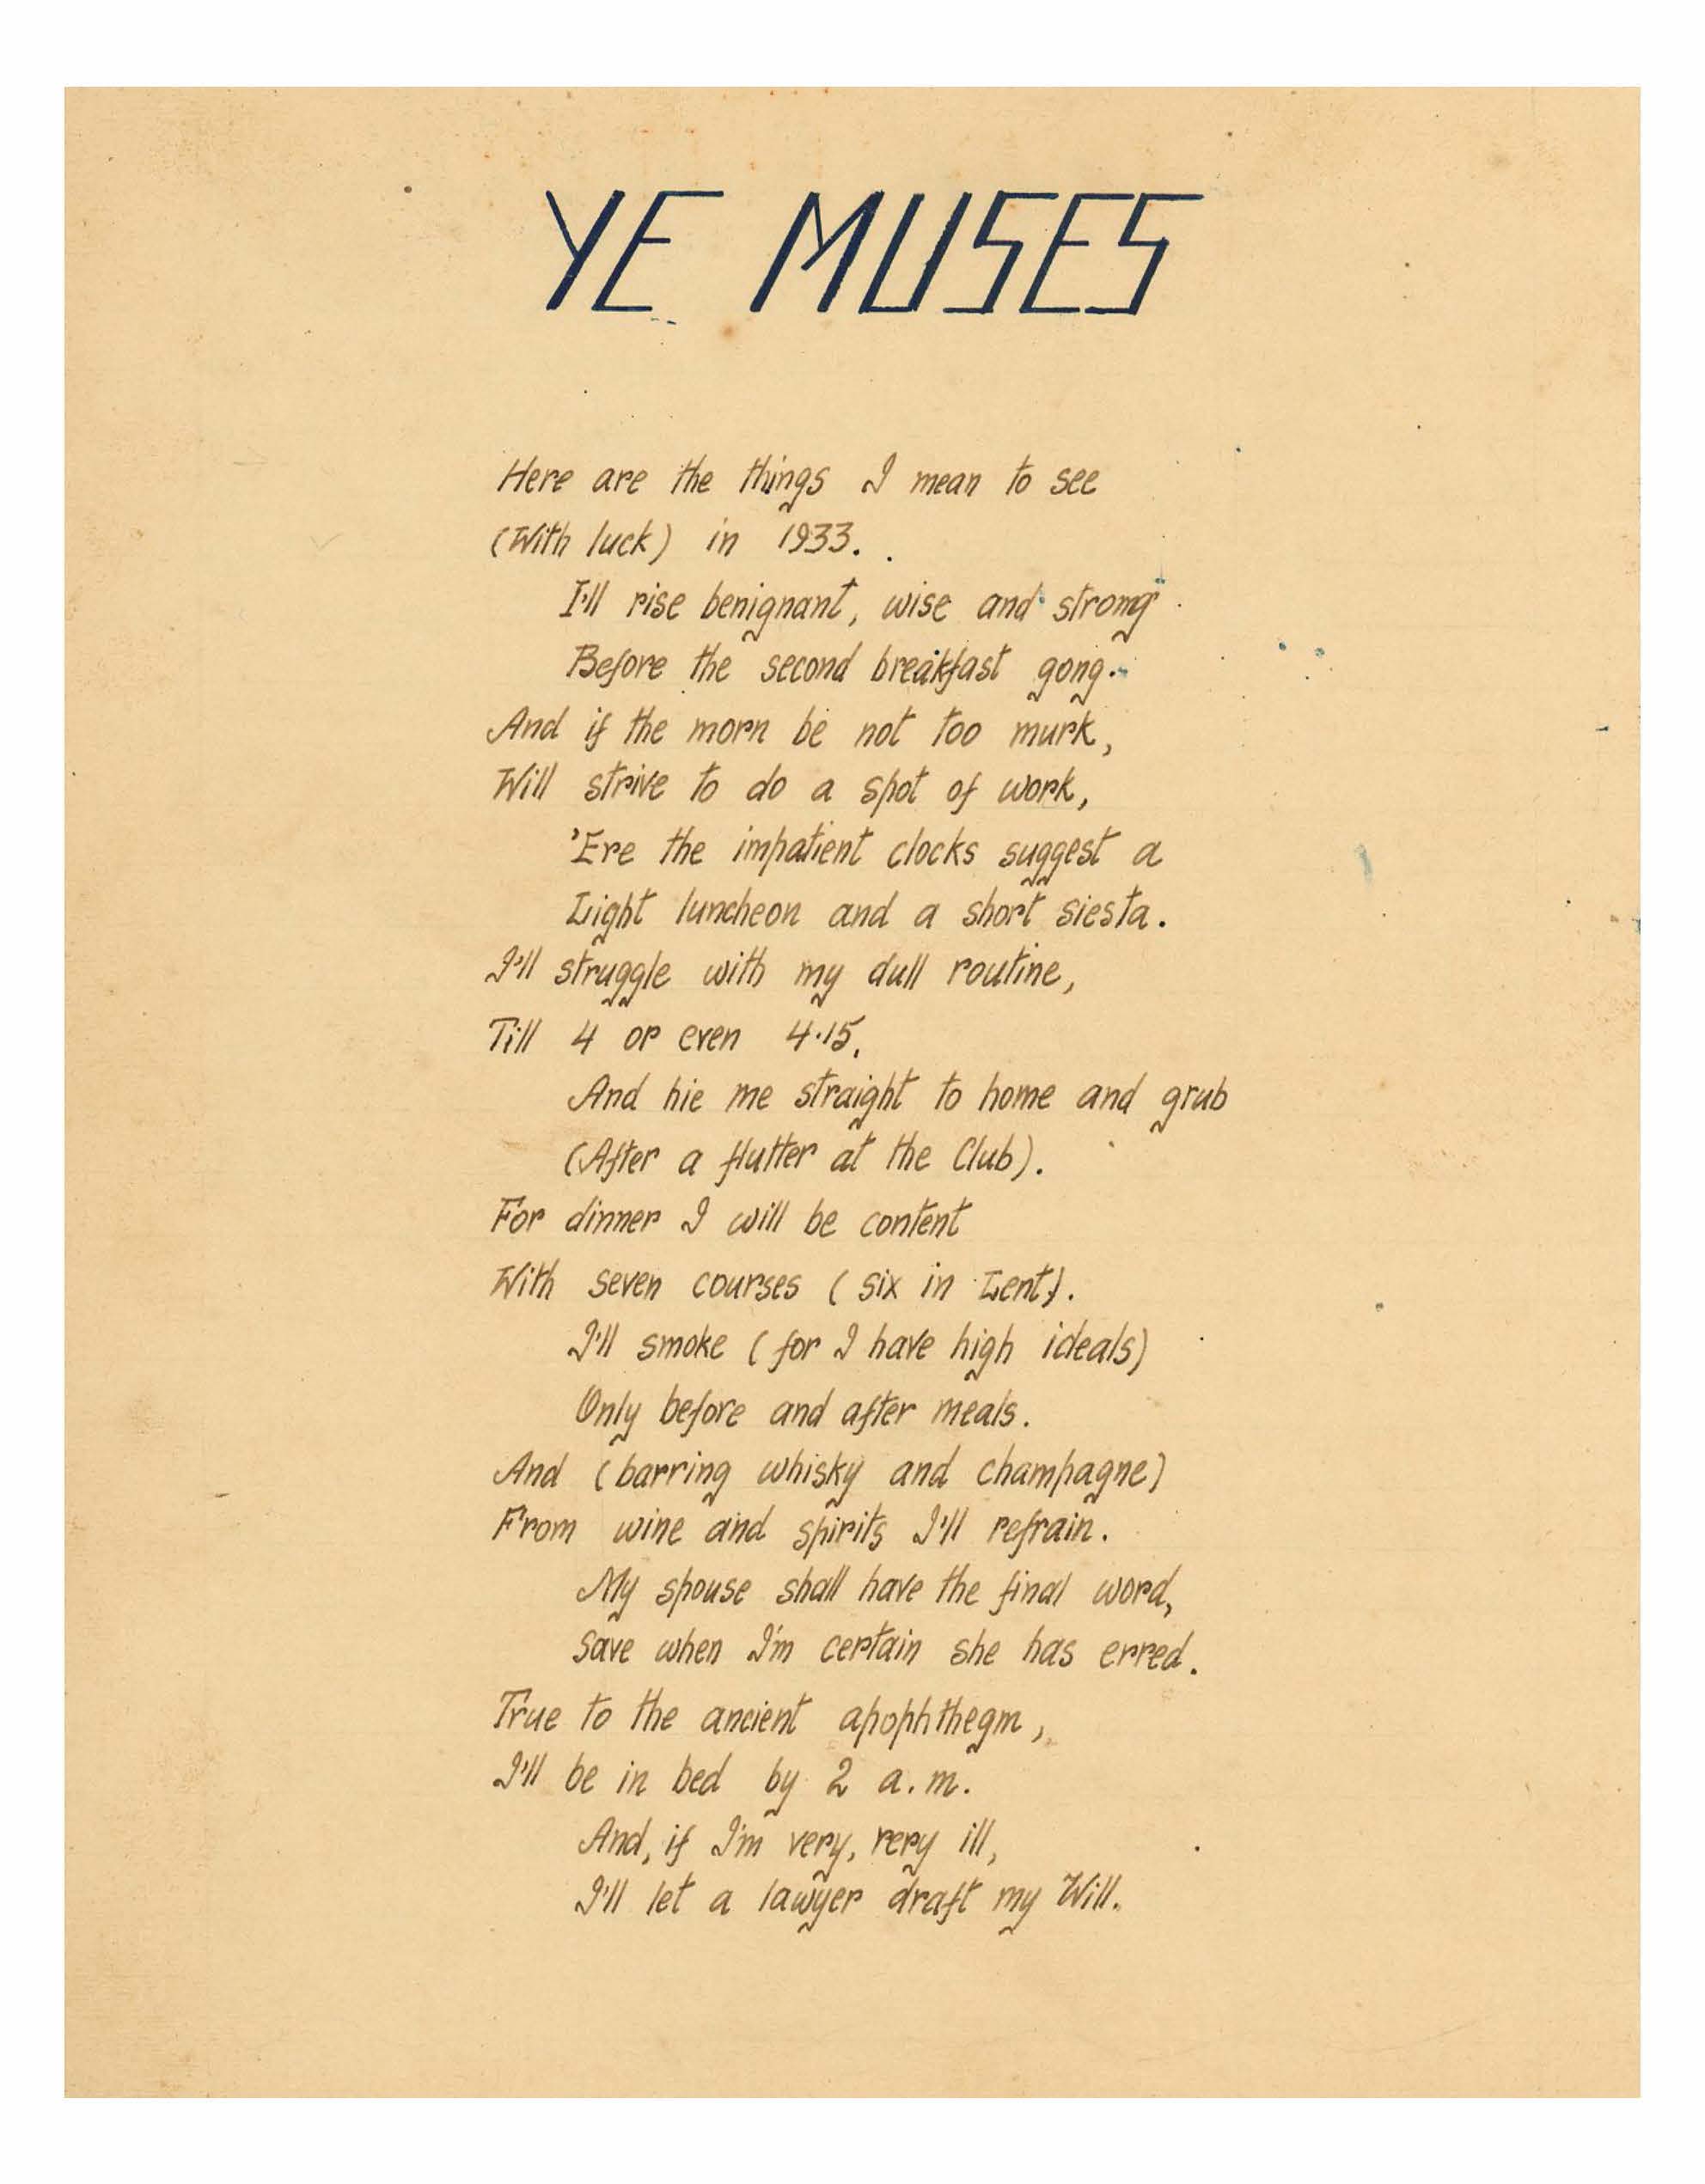 YE MUSES
Here are the things I mean to see
(With luck) in 1933.
I'll rise benignant, wise and strong
Before the second breakfast gong.
And if the morn be not too murk,
Will strive to do a spot of work,
'Ere the impatient clocks suggest a
Light luncheon and a short siesta.
I'll struggle with my dull routine,
Till 4 or even 4·15,
And hie me straight to home and grub
(After a flutter at the Club).
For dinner I will be content
With seven courses (six in Lent).
I'll smoke (for I have high ideals)
Only before and after meals.
And (barring whisky and champagne)
From wine and spirits I'll refrain.
My spouse shall have the final word,
Save when I'm certain she has erred.
True to the ancient apophthegm,
I'll be in bed by 2 a.m.
And, if I'm very, very ill,
I'll let a lawyer draft my Will.